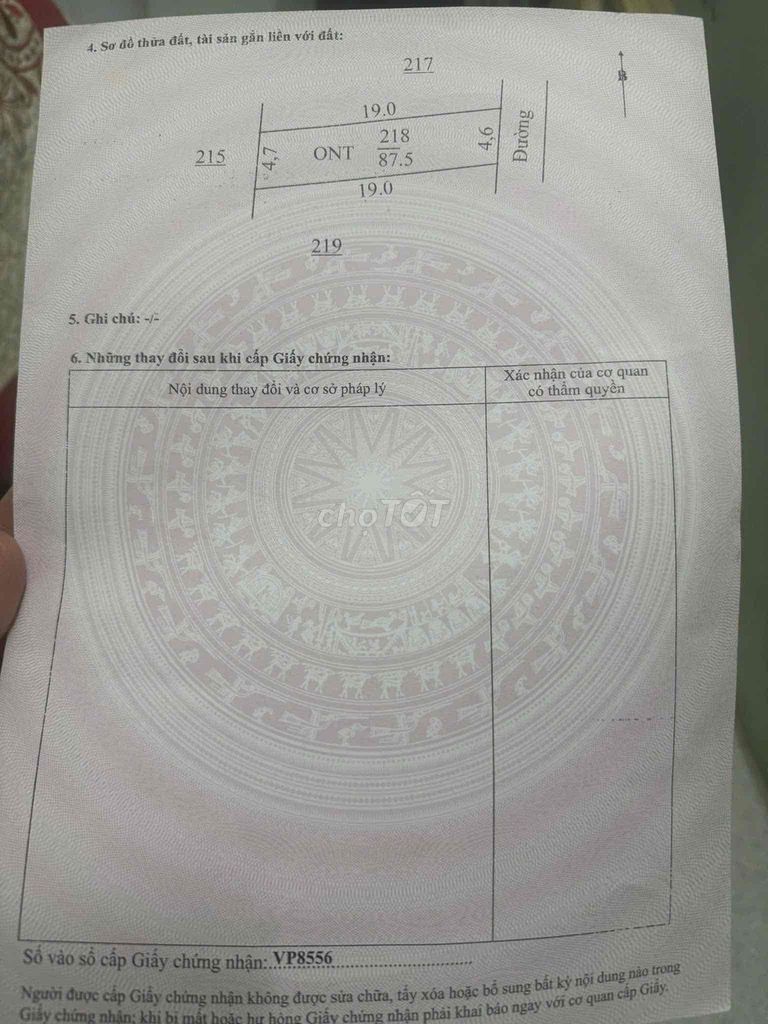 4. Sơ đồ thửa đất, tài sản gắn liền với đất:
217
B
19.0
Đường
215
4,7
ONT
218
87.5
4,6
19.0
219
5. Ghi chú: -/-
6. Những thay đổi sau khi cấp Giấy chứng nhận:
Nội dung thay đổi và cơ sở pháp lý
Xác nhận của cơ quan
có thẩm quyền
chợTỐT
Số vào sổ cấp Giấy chứng nhận: VP8556
Người được cấp Giấy chứng nhận không được sửa chữa, tẩy xóa hoặc bổ sung bất kỳ nội dung nào trong
Giấy chứng nhận; khi bị mất hoặc hư hỏng Giấy chứng nhận phải khai báo ngay với cơ quan cấp Giấy.